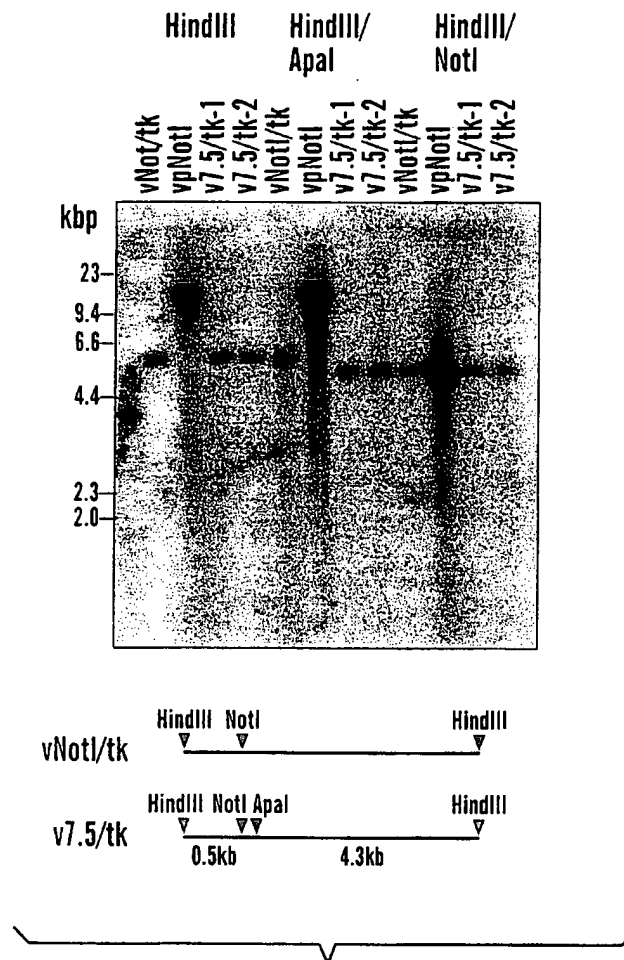 HindIII HindIII/ HindIII/
ApaI NotI
vNot/tk vpNotI v7.5/tk-1 v7.5/tk-2 vNotI/tk vpNotI v7.5/tk-1 v7.5/tk-2 vNotI/tk vpNotI v7.5/tk-1 v7.5/tk-2
kbp
23
9.4
6.6
4.4
2.3
2.0
HindIII NotI HindIII
vNotI/tk
HindIII NotI ApaI HindIII
v7.5/tk
0.5kb 4.3kb